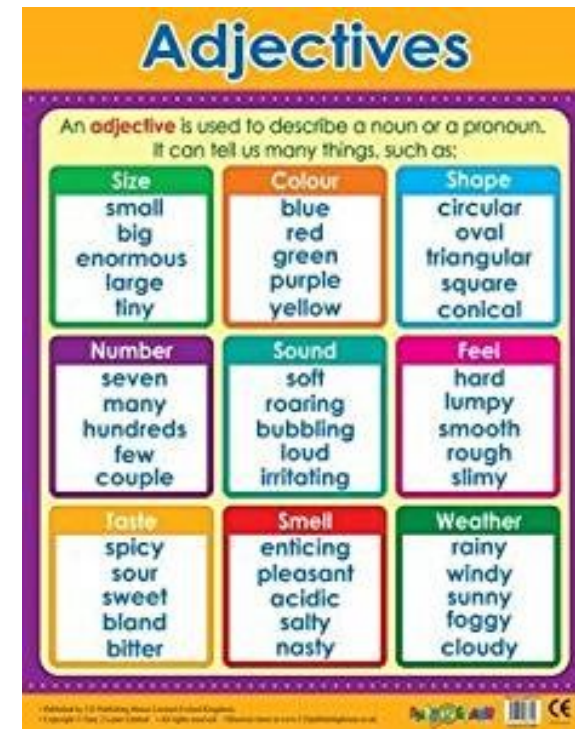 Adjectives
An adjective is used to describe a noun or a pronoun.
It can tell us many things, such as:
Size
small
big
enormous
large
tiny
Colour
blue
red
green
purple
yellow
Shape
circular
oval
triangular
square
conical
Number
seven
many
hundreds
few
couple
Sound
soft
roaring
bubbling
loud
irritating
Feel
hard
lumpy
smooth
rough
slimy
Taste
spicy
sour
sweet
bland
bitter
Smell
enticing
pleasant
acidic
salty
nasty
Weather
rainy
windy
sunny
foggy
cloudy
CE